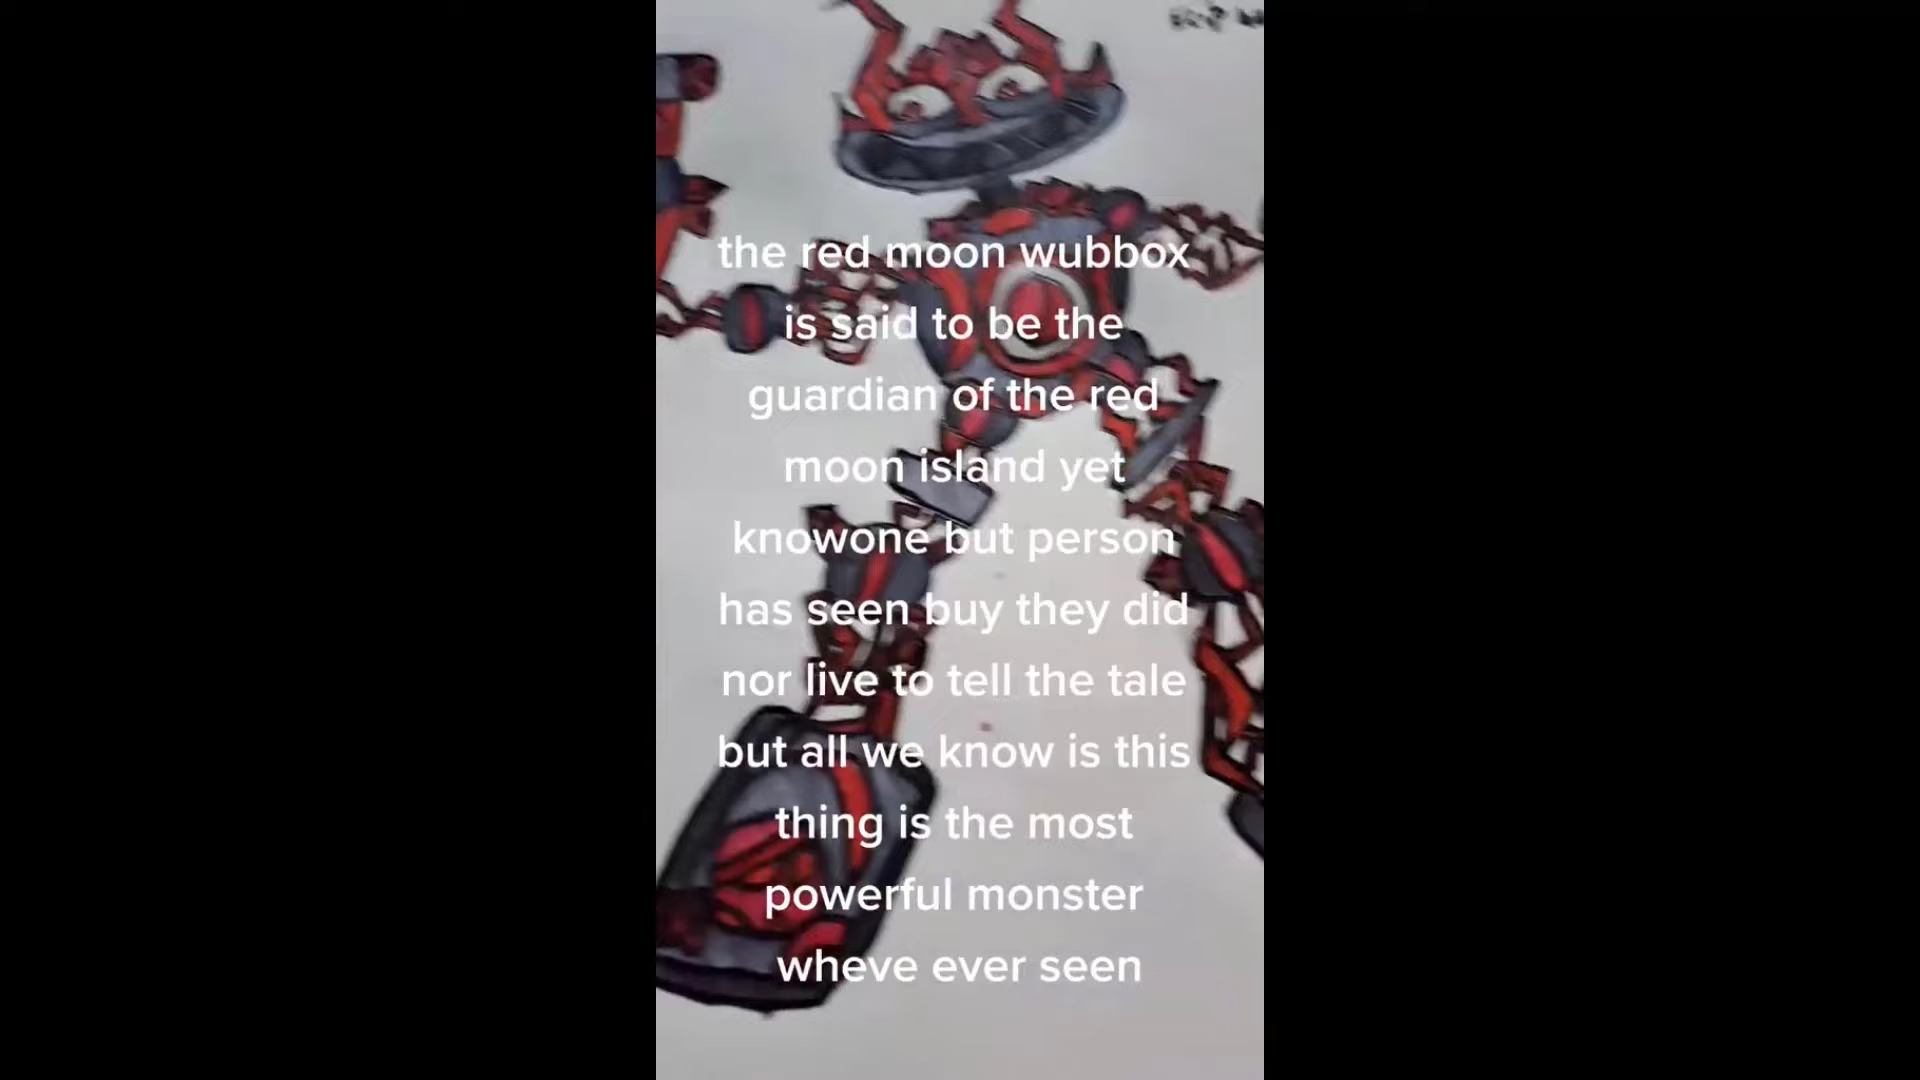 the red moon wubbox
is said to be the
guardian of the red
moon island yet
knowone but person
has seen buy they did
nor live to tell the tale
but all we know is this
thing is the most
powerful monster
wheve ever seen